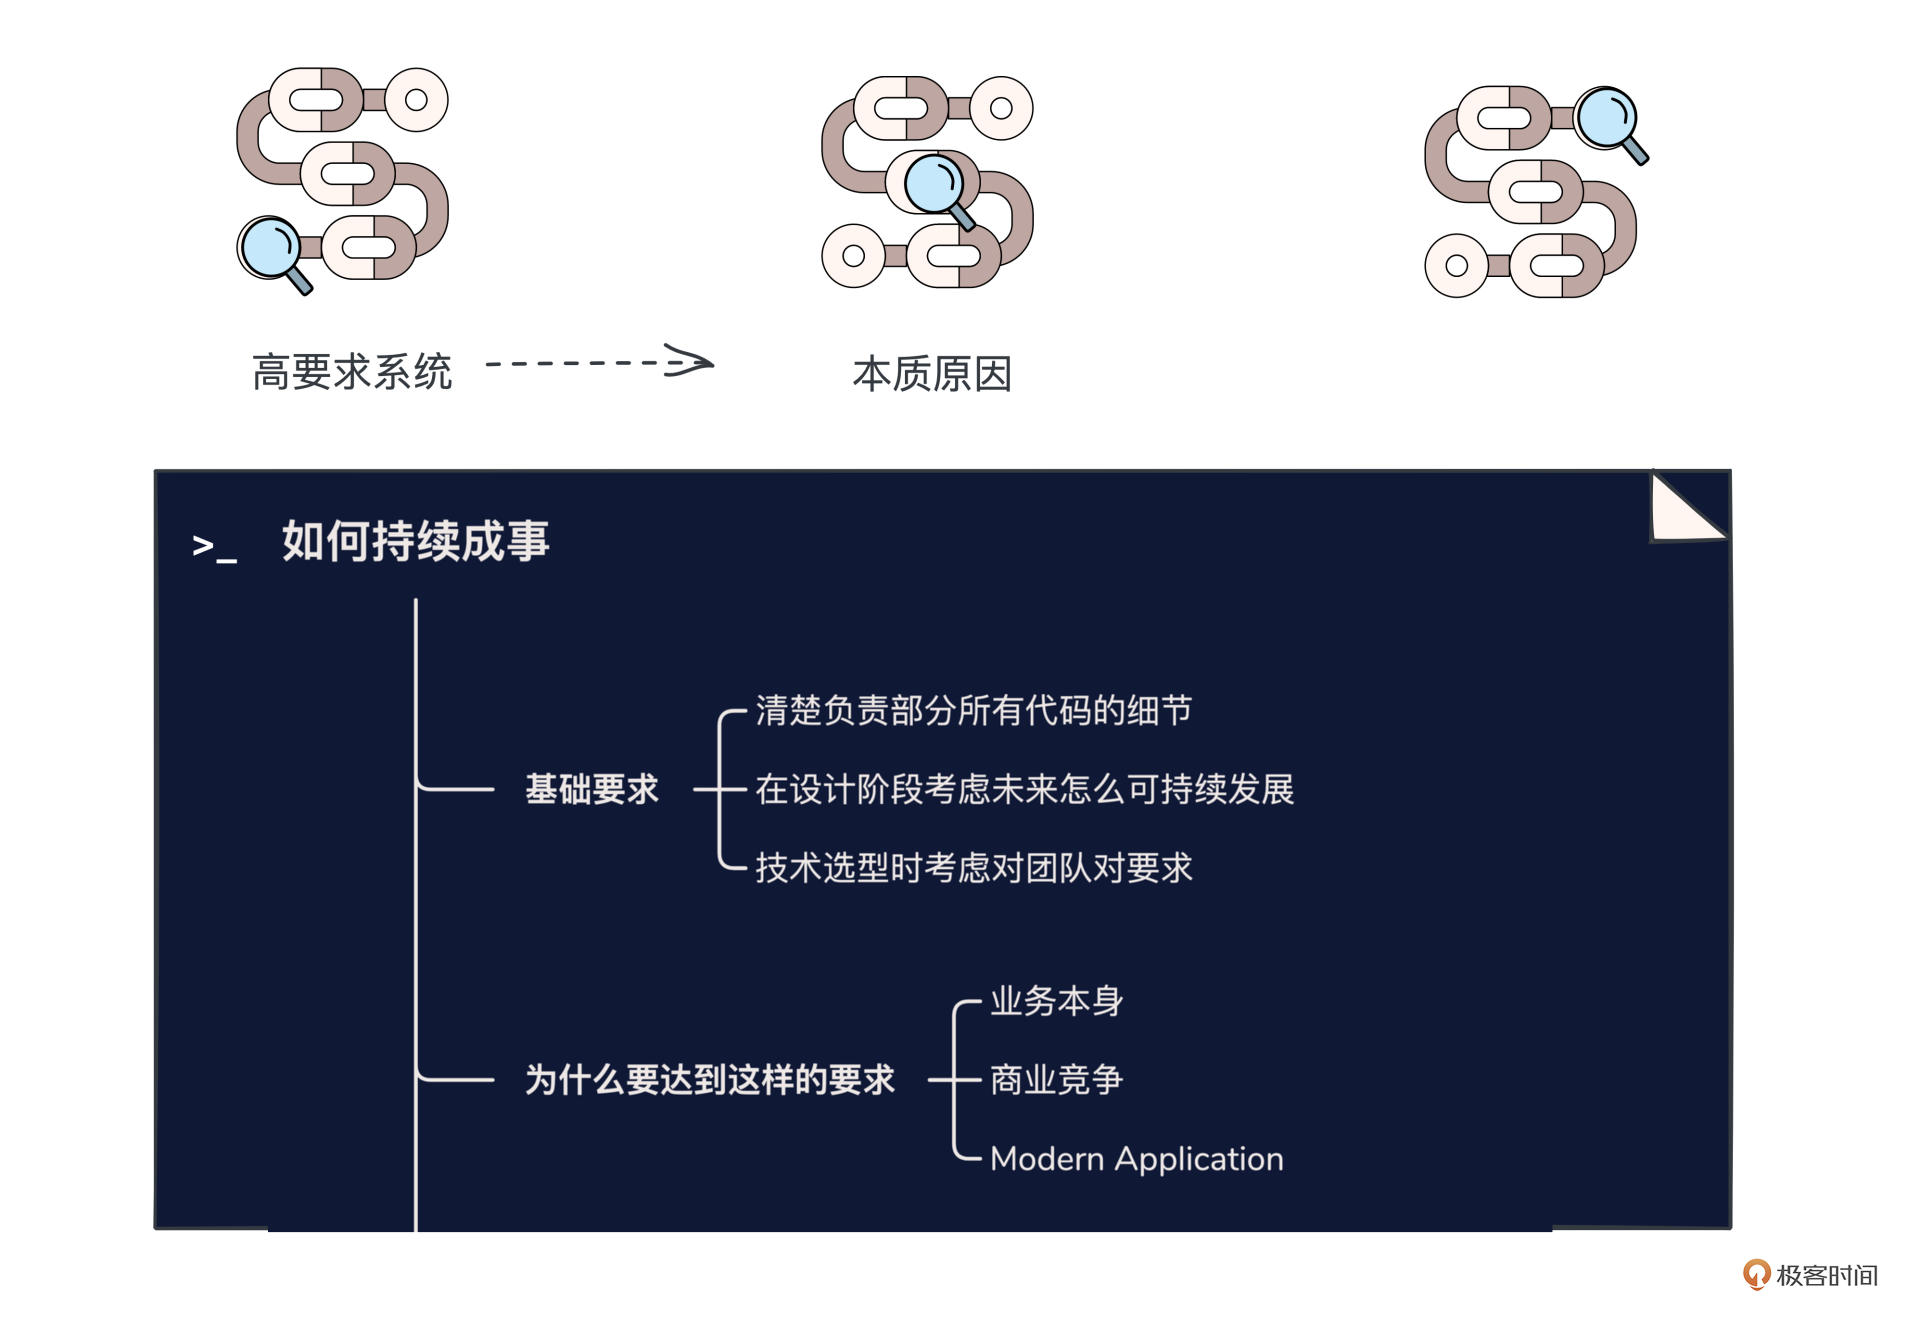 高要求系统
本质原因
>_ 如何持续成事
基础要求
清楚负责部分所有代码的细节
在设计阶段考虑未来怎么可持续发展
技术选型时考虑对团队对要求
为什么要达到这样的要求
业务本身
商业竞争
Modern Application
极客时间